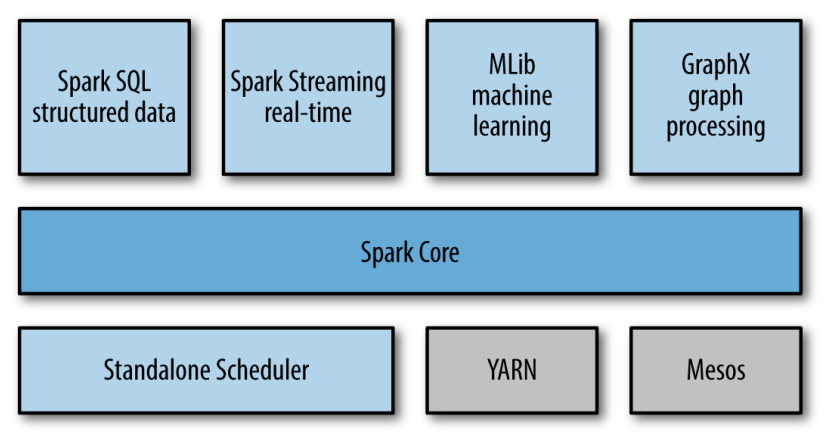 Spark SQL
structured data
Spark Streaming
real-time
MLib
machine
learning
GraphX
graph
processing
Spark Core
Standalone Scheduler
YARN
Mesos